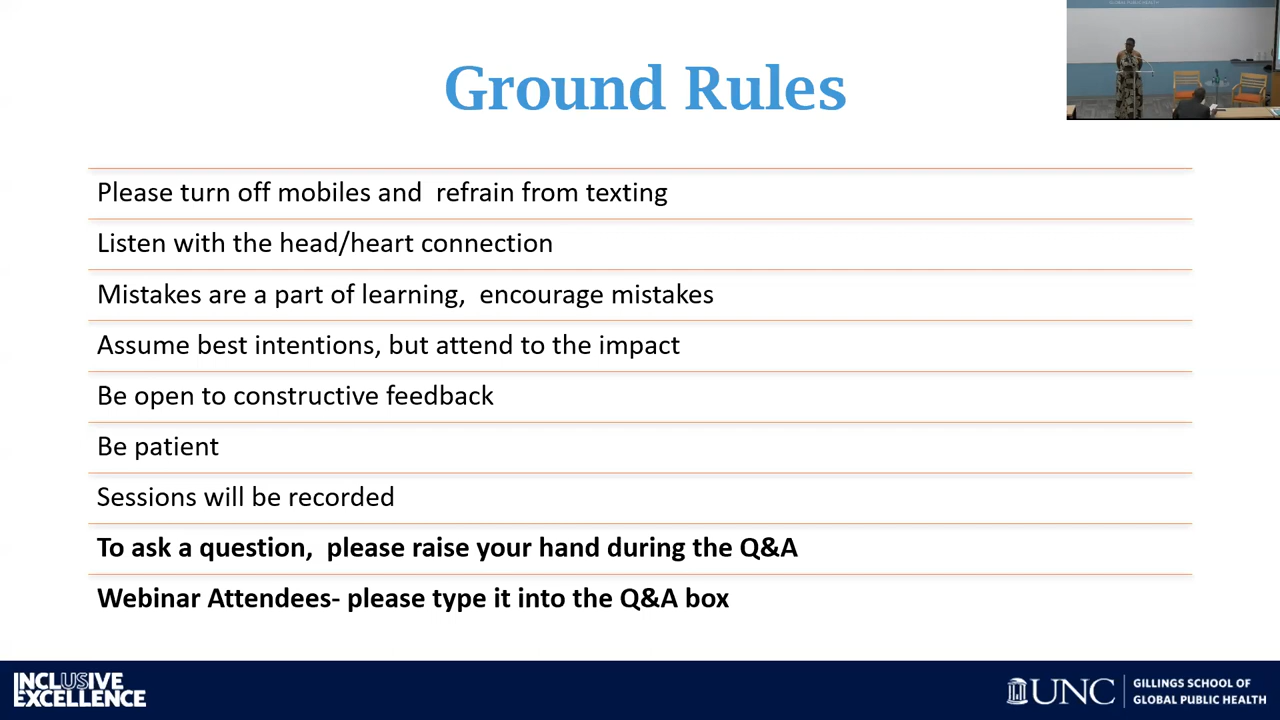 GLOBAL PUBLIC HEALTH
Ground Rules
Please turn off mobiles and  refrain from texting
Listen with the head/heart connection
Mistakes are a part of learning,  encourage mistakes
Assume best intentions, but attend to the impact
Be open to constructive feedback
Be patient
Sessions will be recorded
To ask a question,  please raise your hand during the Q&A
Webinar Attendees- please type it into the Q&A box
INCLUSIVE
EXCELLENCE
UNC
GILLINGS SCHOOL OF
GLOBAL PUBLIC HEALTH